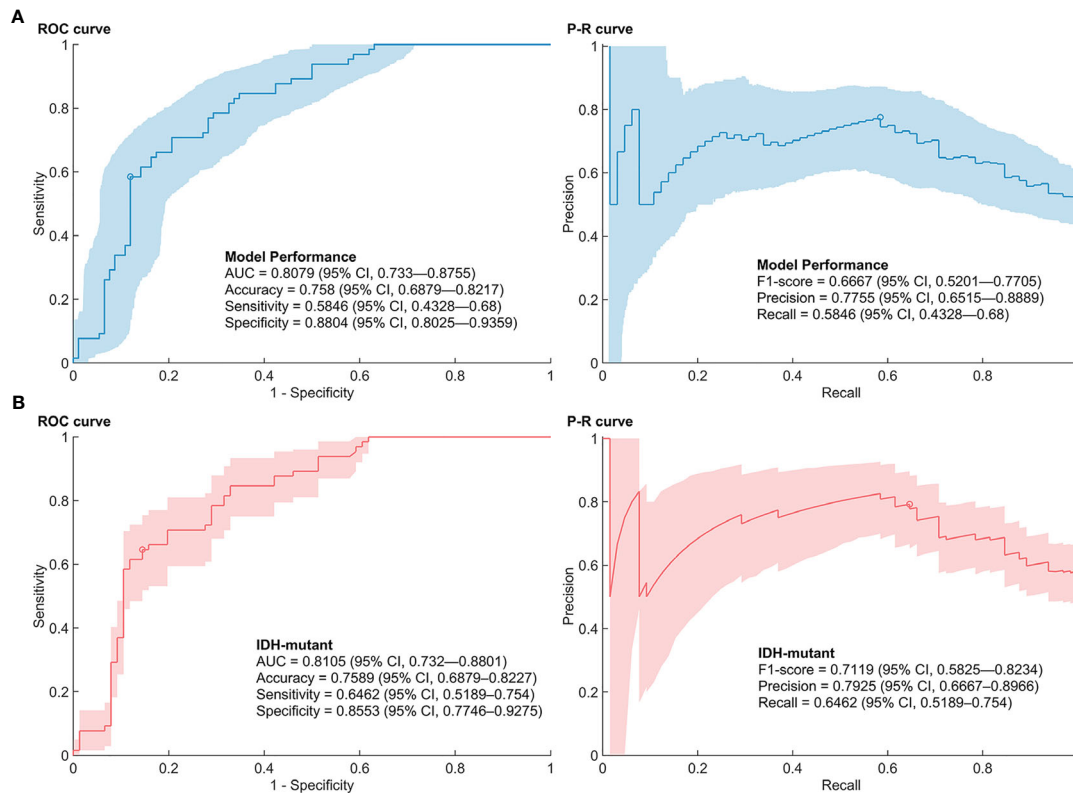 A
ROC curve
1
0.8
0.6
0.4
0.2
0
Sensitivity
Model Performance
AUC = 0.8079 (95% CI, 0.733—0.8755)
Accuracy = 0.758 (95% CI, 0.6879–0.8217)
Sensitivity = 0.5846 (95% CI, 0.4328—0.68)
Specificity = 0.8804 (95% CI, 0.8025—0.9359)
0 0.2 0.4 0.6 0.8 1
1 - Specificity
P-R curve
1
0.8
0.6
0.4
0.2
0
Precision
Model Performance
F1-score = 0.6667 (95% CI, 0.5201—0.7705)
Precision = 0.7755 (95% CI, 0.6515—0.8889)
Recall = 0.5846 (95% CI, 0.4328—0.68)
0 0.2 0.4 0.6 0.8
Recall
B
ROC curve
1
0.8
0.6
0.4
0.2
0
Sensitivity
IDH-mutant
AUC = 0.8105 (95% CI, 0.732—0.8801)
Accuracy = 0.7589 (95% CI, 0.6879–0.8227)
Sensitivity = 0.6462 (95% CI, 0.5189–0.754)
Specificity = 0.8553 (95% CI, 0.7746–0.9275)
0 0.2 0.4 0.6 0.8 1
1 - Specificity
P-R curve
1
0.8
0.6
0.4
0.2
0
Precision
IDH-mutant
F1-score = 0.7119 (95% CI, 0.5825—0.8234)
Precision = 0.7925 (95% CI, 0.6667–0.8966)
Recall = 0.6462 (95% CI, 0.5189–0.754)
0 0.2 0.4 0.6 0.8
Recall